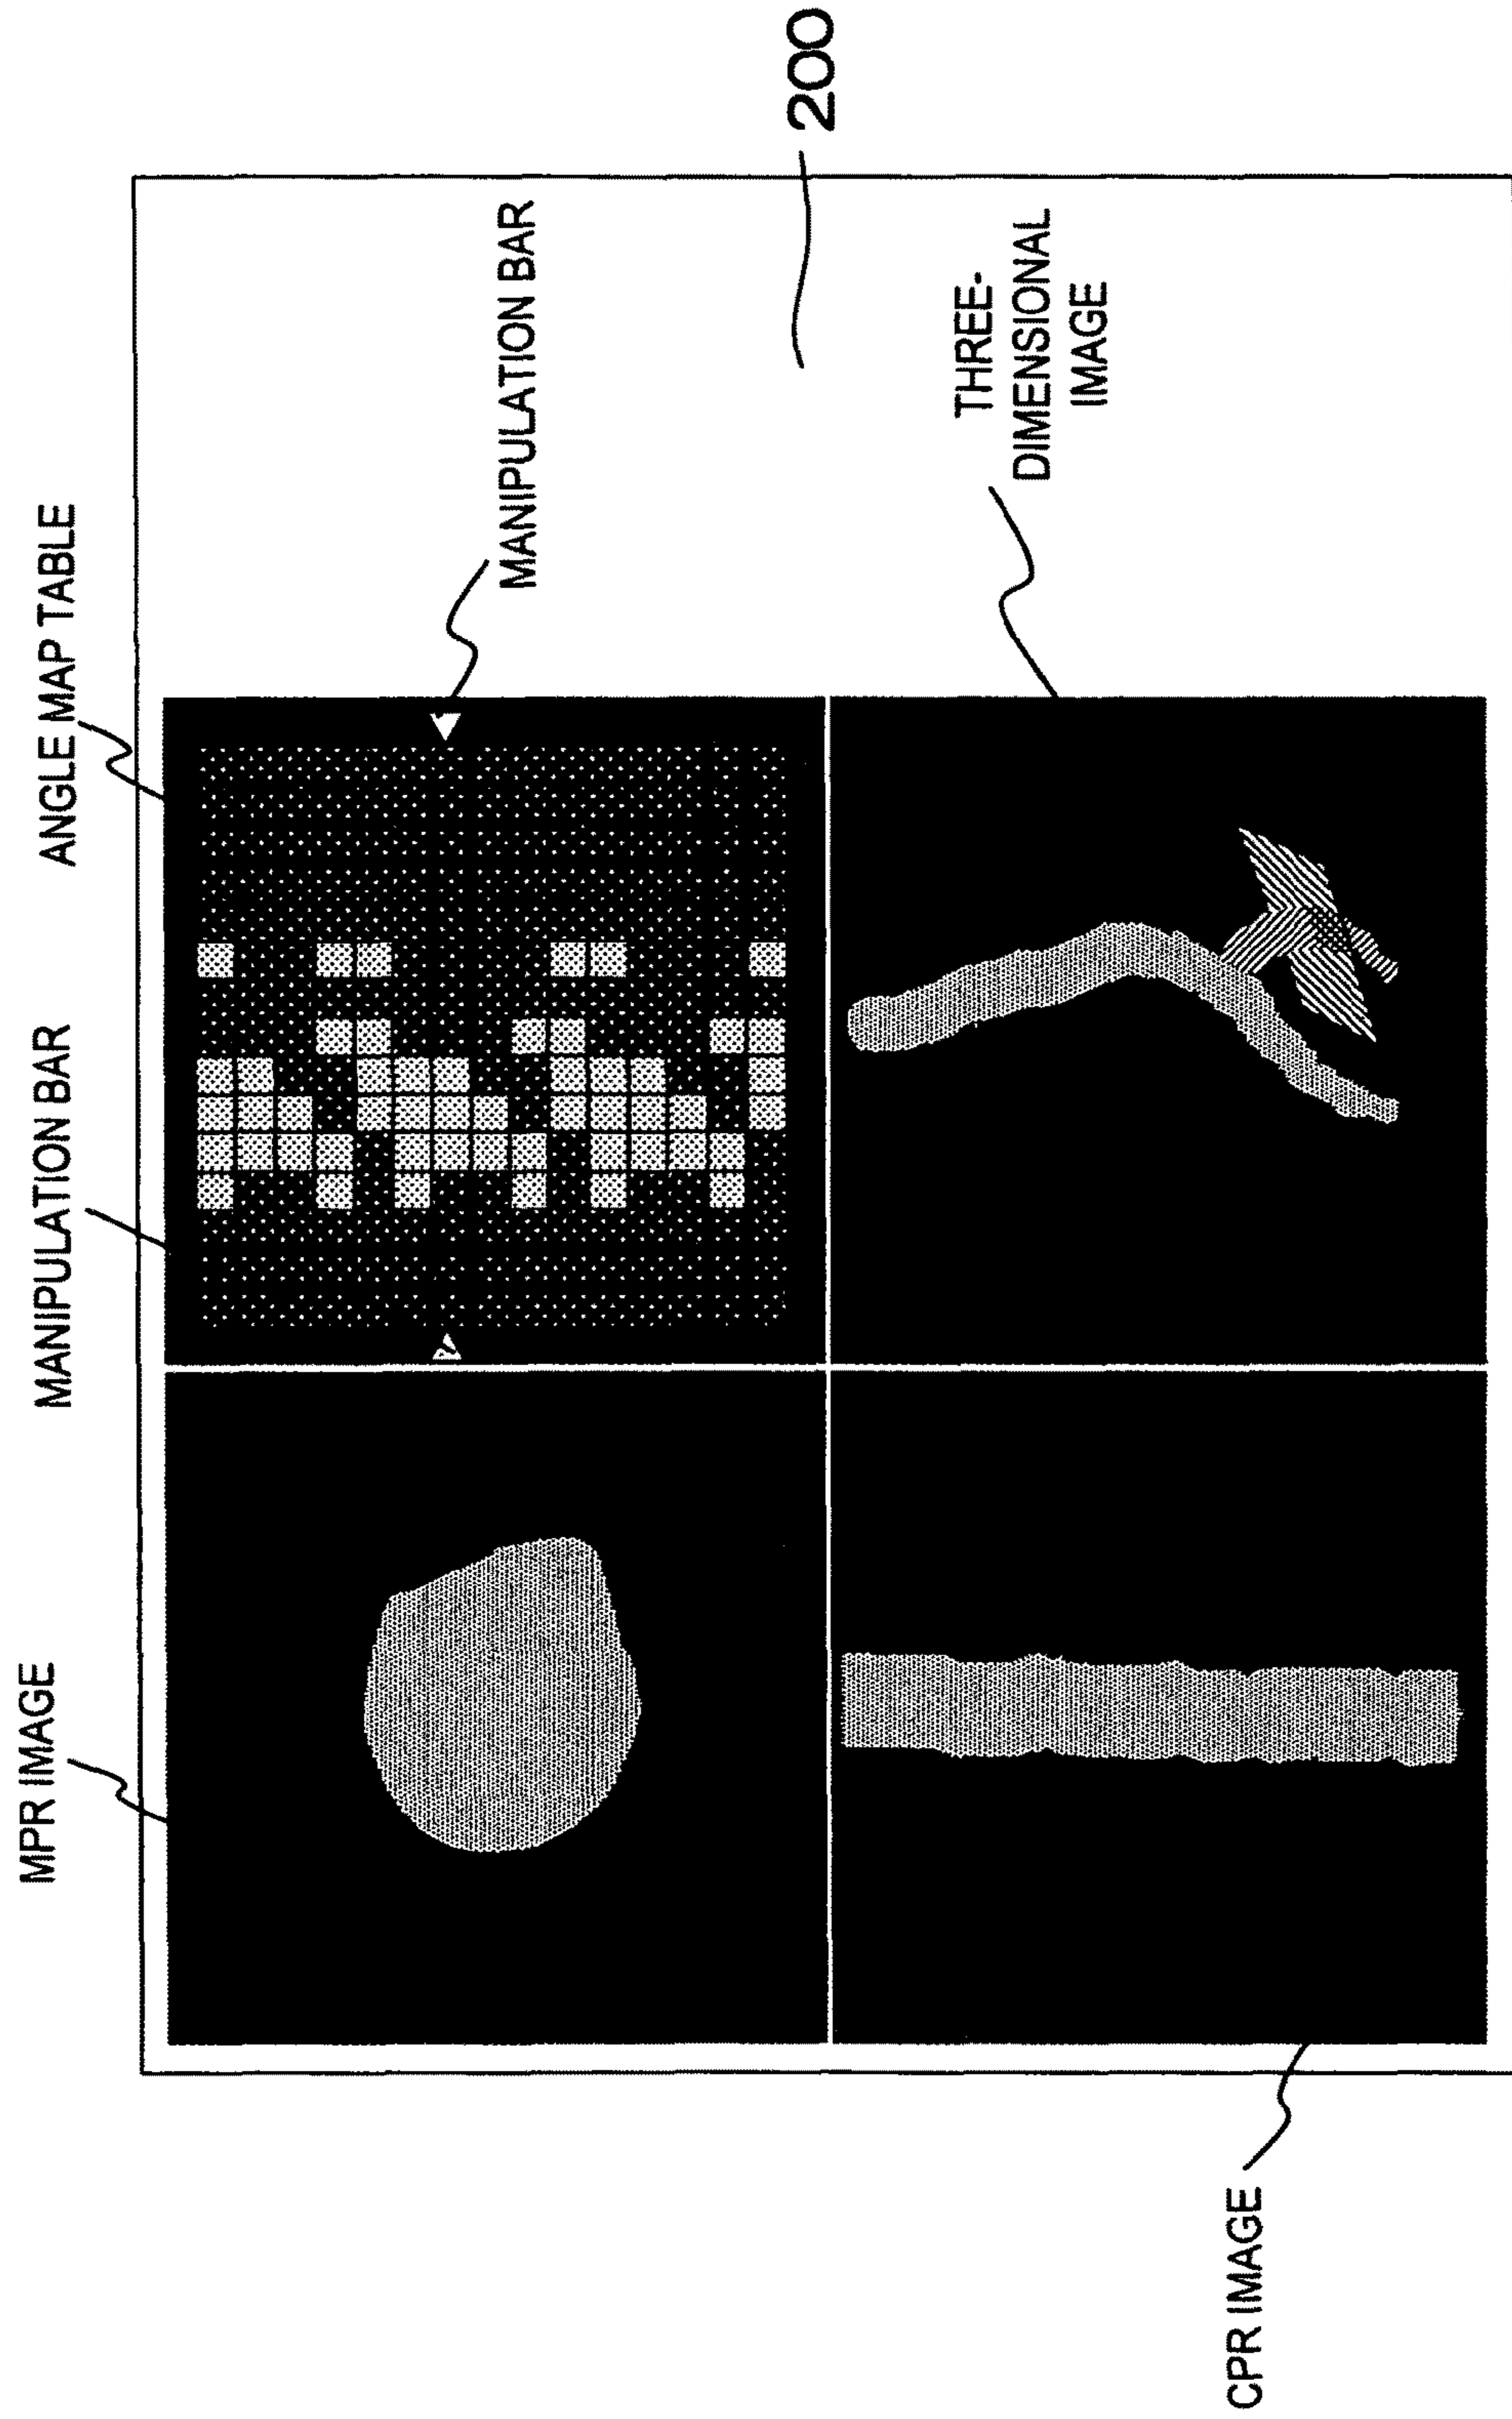 MPR IMAGE
MANIPULATION BAR
ANGLE MAP TABLE
MANIPULATION BAR
200
THREE-
DIMENSIONAL
IMAGE
CPR IMAGE